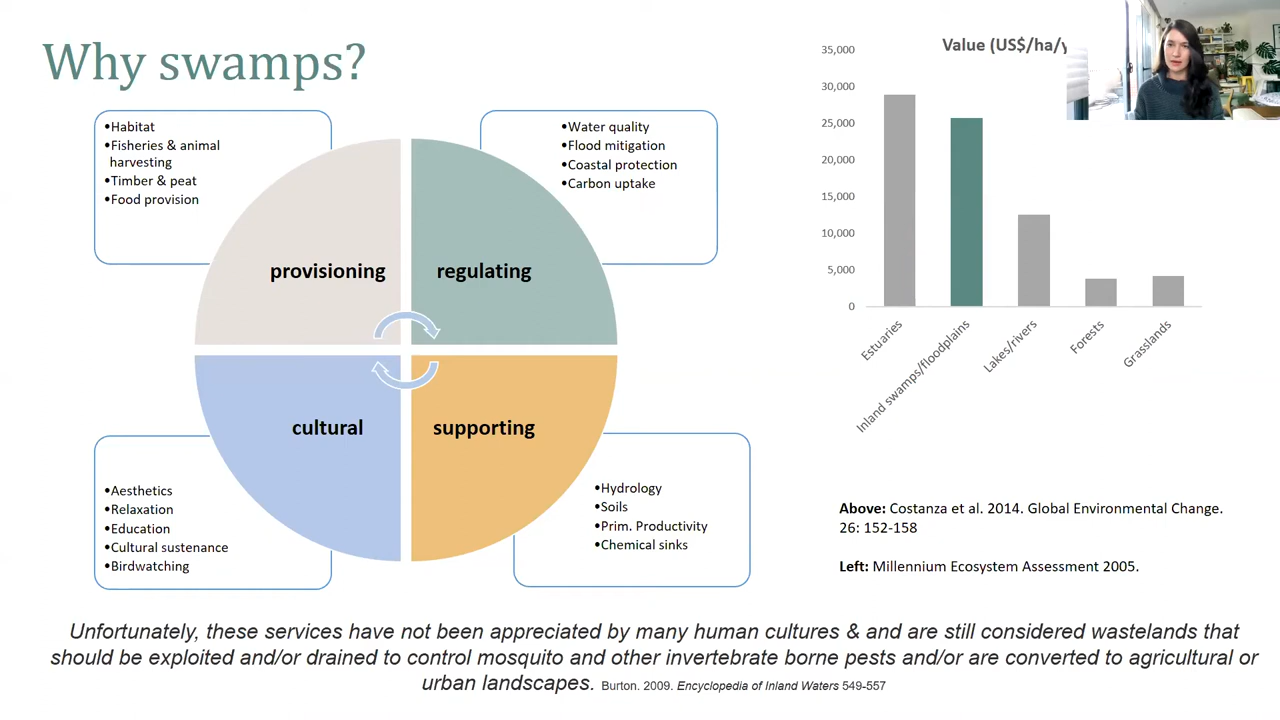 Why swamps?
•Habitat
•Fisheries & animal
harvesting
•Timber & peat
•Food provision
•Water quality
•Flood mitigation
•Coastal protection
•Carbon uptake
provisioning
regulating
cultural
supporting
•Aesthetics
•Relaxation
•Education
•Cultural sustenance
•Birdwatching
•Hydrology
•Soils
•Prim. Productivity
•Chemical sinks
Value (US$/ha/y
35,000
30,000
25,000
20,000
15,000
10,000
5,000
0
Estuaries
Inland swamps/floodplains
Lakes/rivers
Forests
Grasslands
Above: Costanza et al. 2014. Global Environmental Change.
26: 152-158
Left: Millennium Ecosystem Assessment 2005.
Unfortunately, these services have not been appreciated by many human cultures & and are still considered wastelands that
should be exploited and/or drained to control mosquito and other invertebrate borne pests and/or are converted to agricultural or
urban landscapes. Burton. 2009. Encyclopedia of Inland Waters 549-557